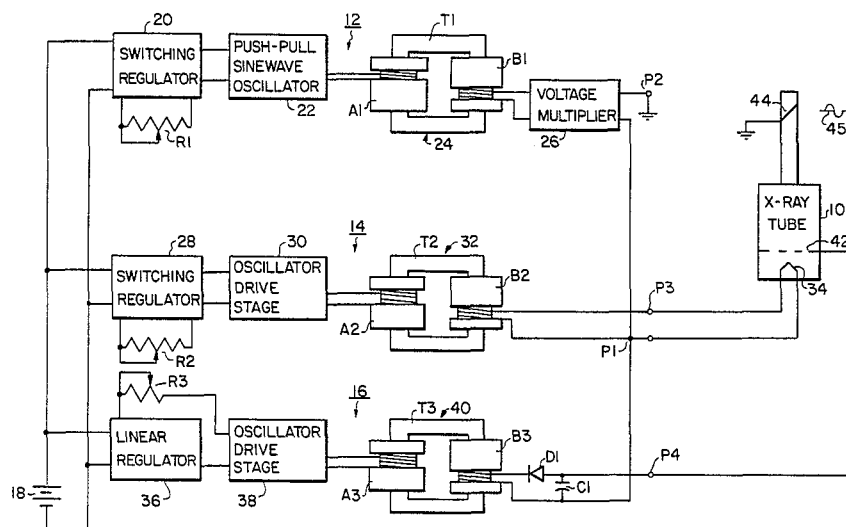 20
12
SWITCHING
REGULATOR
PUSH-PULL
SINEWAVE
OSCILLATOR
22
T1
B1
A1
24
R1
VOLTAGE
MULTIPLIER
26
P2
44
45
X-RAY
TUBE
10
42
34
28
30
14
T2
32
SWITCHING
REGULATOR
OSCILLATOR
DRIVE
STAGE
B2
A2
P3
P1
R2
R3
16
T3
40
LINEAR
REGULATOR
OSCILLATOR
DRIVE
STAGE
B3
A3
D1
C1
P4
18
36
38